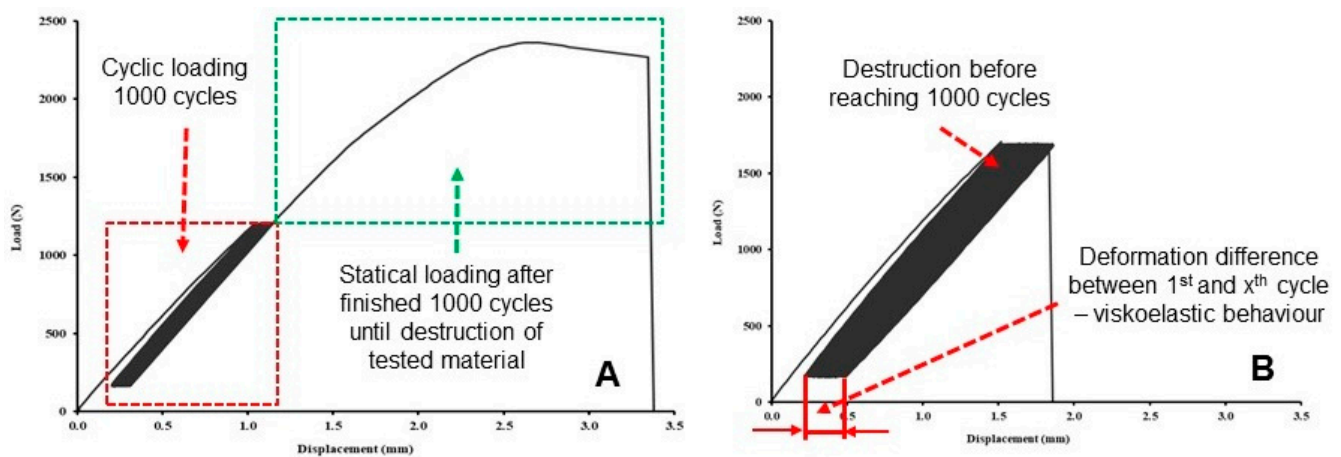 2500
2000
1500
1000
500
0
Load (N)
0.0 0.5 1.0 1.5 2.0 2.5 3.0 3.5
Displacement (mm)
Cyclic loading
1000 cycles
Statical loading after
finished 1000 cycles
until destruction of
tested material
A
2500
2000
1500
1000
500
0
Load (N)
0.0 0.5 1.0 1.5 2.0 2.5 3.0 3.5
Displacement (mm)
Destruction before
reaching 1000 cycles
Deformation difference
between 1st and xth cycle
– viskoelastic behaviour
B